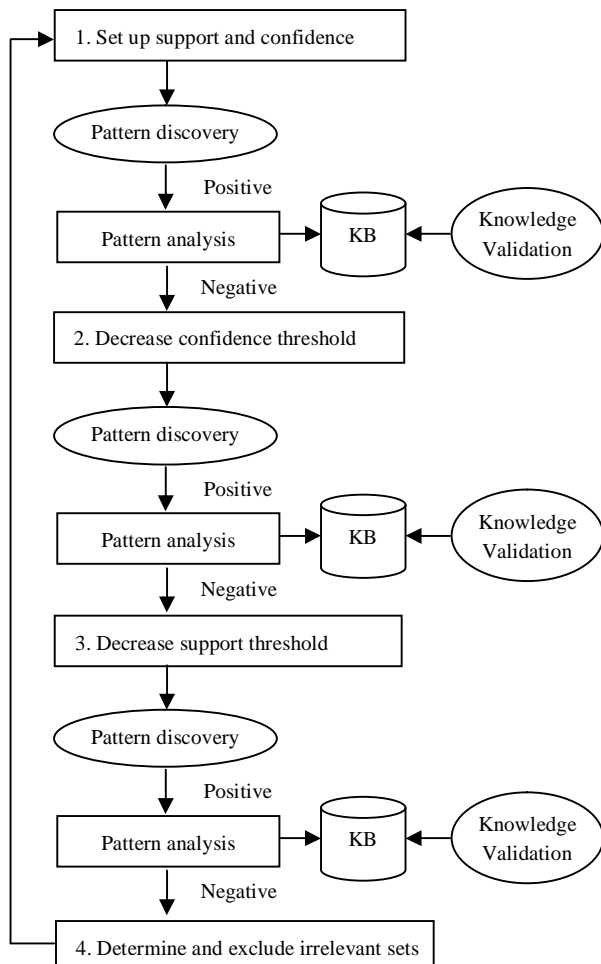 1. Set up support and confidence
Pattern discovery
Positive
Pattern analysis
KB
Knowledge
Validation
Negative
2. Decrease confidence threshold
Pattern discovery
Positive
Pattern analysis
KB
Knowledge
Validation
Negative
3. Decrease support threshold
Pattern discovery
Positive
Pattern analysis
KB
Knowledge
Validation
Negative
4. Determine and exclude irrelevant sets